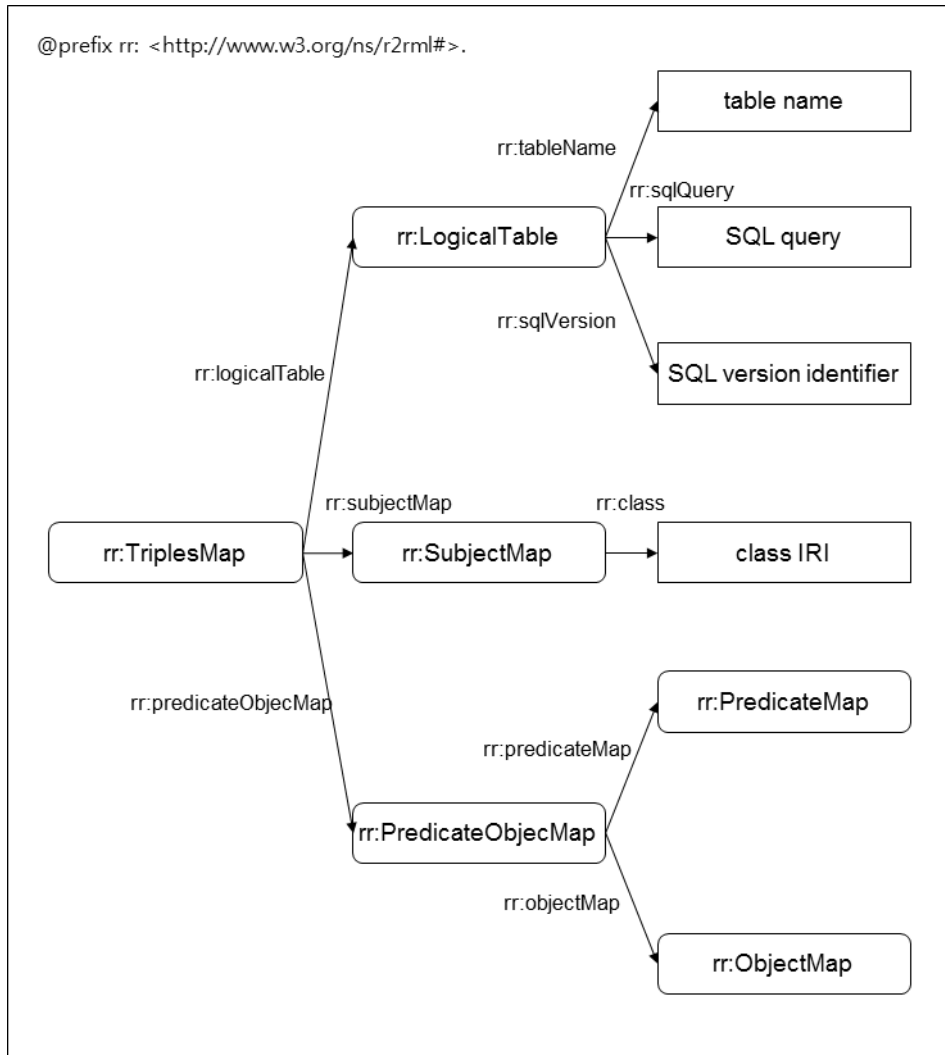 @prefix rr: <http://www.w3.org/ns/r2rml#>.
table name
rr:tableName
rr:sqlQuery
rr:LogicalTable
SQL query
rr:sqlVersion
rr:logicalTable
SQL version identifier
rr:subjectMap
rr:class
rr:TriplesMap
rr:SubjectMap
class IRI
rr:predicateObjecMap
rr:PredicateMap
rr:predicateMap
rr:PredicateObjecMap
rr:objectMap
rr:ObjectMap